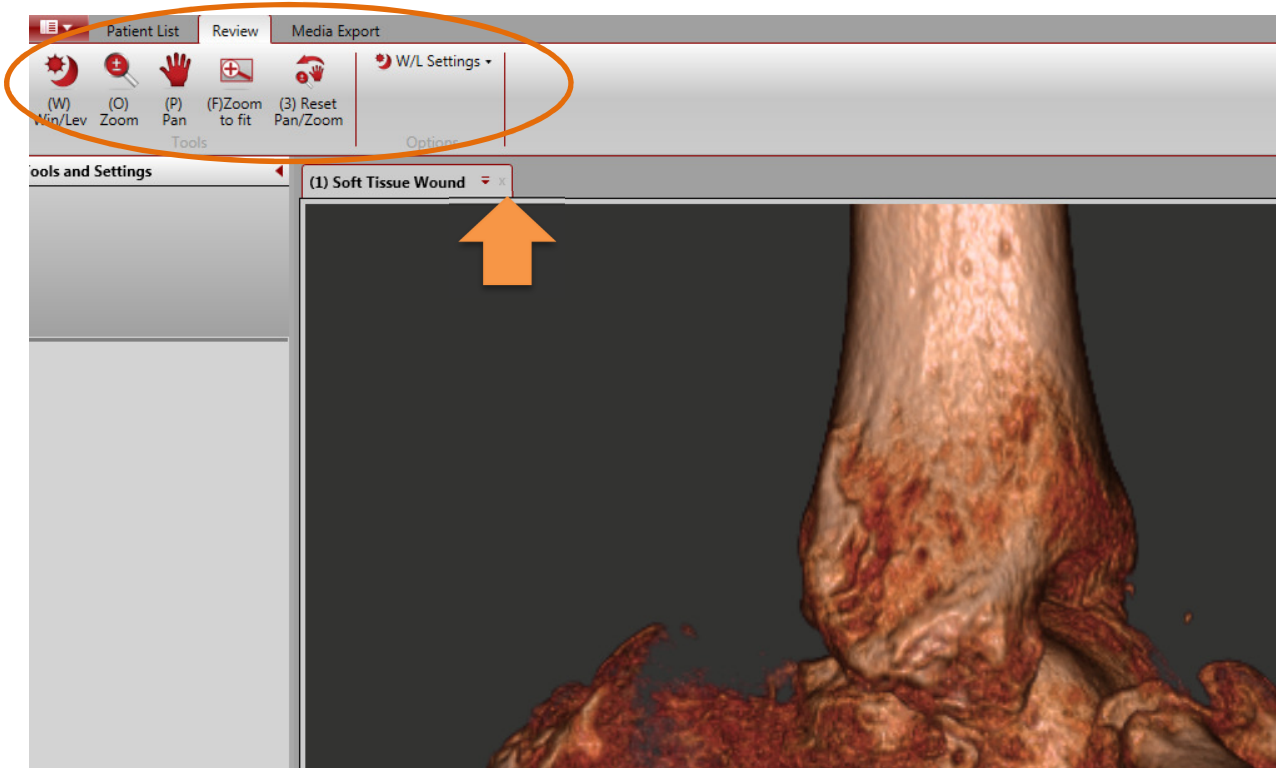 Patient List Review Media Export
(W) Win/Lev
(O) Zoom
(P) Pan
(F)Zoom to fit
(3) Reset Pan/Zoom
W/L Settings
Tools
Options
ools and Settings
(1) Soft Tissue Wound x